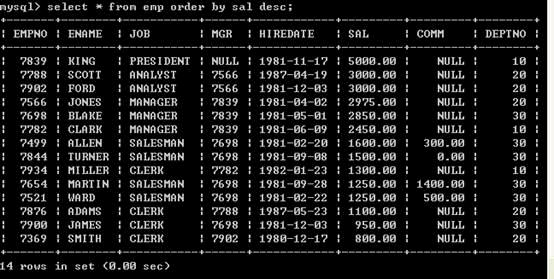 mysql> select * from emp order by sal desc;
+-------+--------+-----------+------+------------+---------+---------+--------+
| EMPNO | ENAME | JOB | MGR | HIREDATE | SAL | COMM | DEPTNO |
+-------+--------+-----------+------+------------+---------+---------+--------+
| 7839 | KING | PRESIDENT | NULL | 1981-11-17 | 5000.00 | NULL | 10 |
| 7788 | SCOTT | ANALYST | 7566 | 1987-04-19 | 3000.00 | NULL | 20 |
| 7902 | FORD | ANALYST | 7566 | 1981-12-03 | 3000.00 | NULL | 20 |
| 7566 | JONES | MANAGER | 7839 | 1981-04-02 | 2975.00 | NULL | 20 |
| 7698 | BLAKE | MANAGER | 7839 | 1981-05-01 | 2850.00 | NULL | 30 |
| 7782 | CLARK | MANAGER | 7839 | 1981-06-09 | 2450.00 | NULL | 10 |
| 7499 | ALLEN | SALESMAN | 7698 | 1981-02-20 | 1600.00 | 300.00 | 30 |
| 7844 | TURNER | SALESMAN | 7698 | 1981-09-08 | 1500.00 | 0.00 | 30 |
| 7934 | MILLER | CLERK | 7782 | 1982-01-23 | 1300.00 | NULL | 10 |
| 7654 | MARTIN | SALESMAN | 7698 | 1981-09-28 | 1250.00 | 1400.00 | 30 |
| 7521 | WARD | SALESMAN | 7698 | 1981-02-22 | 1250.00 | 500.00 | 30 |
| 7876 | ADAMS | CLERK | 7788 | 1987-05-23 | 1100.00 | NULL | 20 |
| 7900 | JAMES | CLERK | 7698 | 1981-12-03 | 950.00 | NULL | 30 |
| 7369 | SMITH | CLERK | 7902 | 1980-12-17 | 800.00 | NULL | 20 |
+-------+--------+-----------+------+------------+---------+---------+--------+
14 rows in set (0.00 sec)